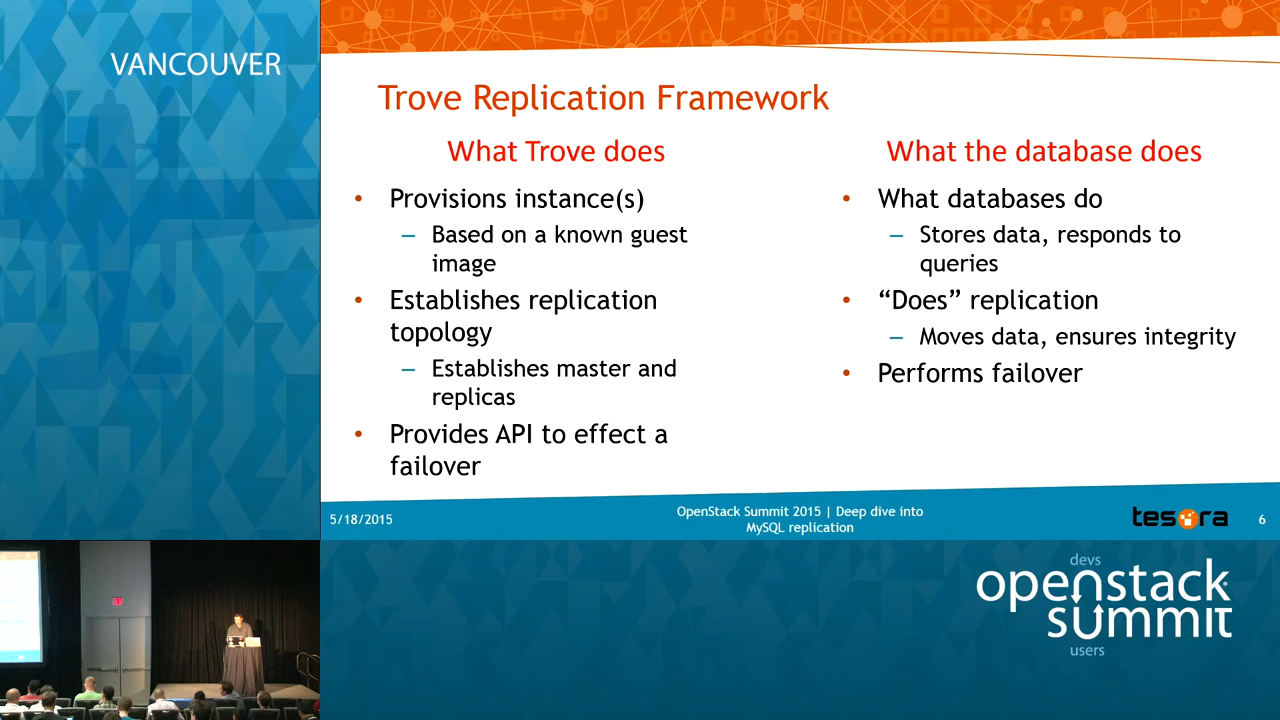 VANCOUVER
Trove Replication Framework
What Trove does
• Provisions instance(s)
– Based on a known guest
image
• Establishes replication
topology
– Establishes master and
replicas
• Provides API to effect a
failover
What the database does
• What databases do
– Stores data, responds to
queries
• “Does” replication
– Moves data, ensures integrity
• Performs failover
5/18/2015
OpenStack Summit 2015 | Deep dive into
MySQL replication
tesora
6
devs
openstack
summit
users